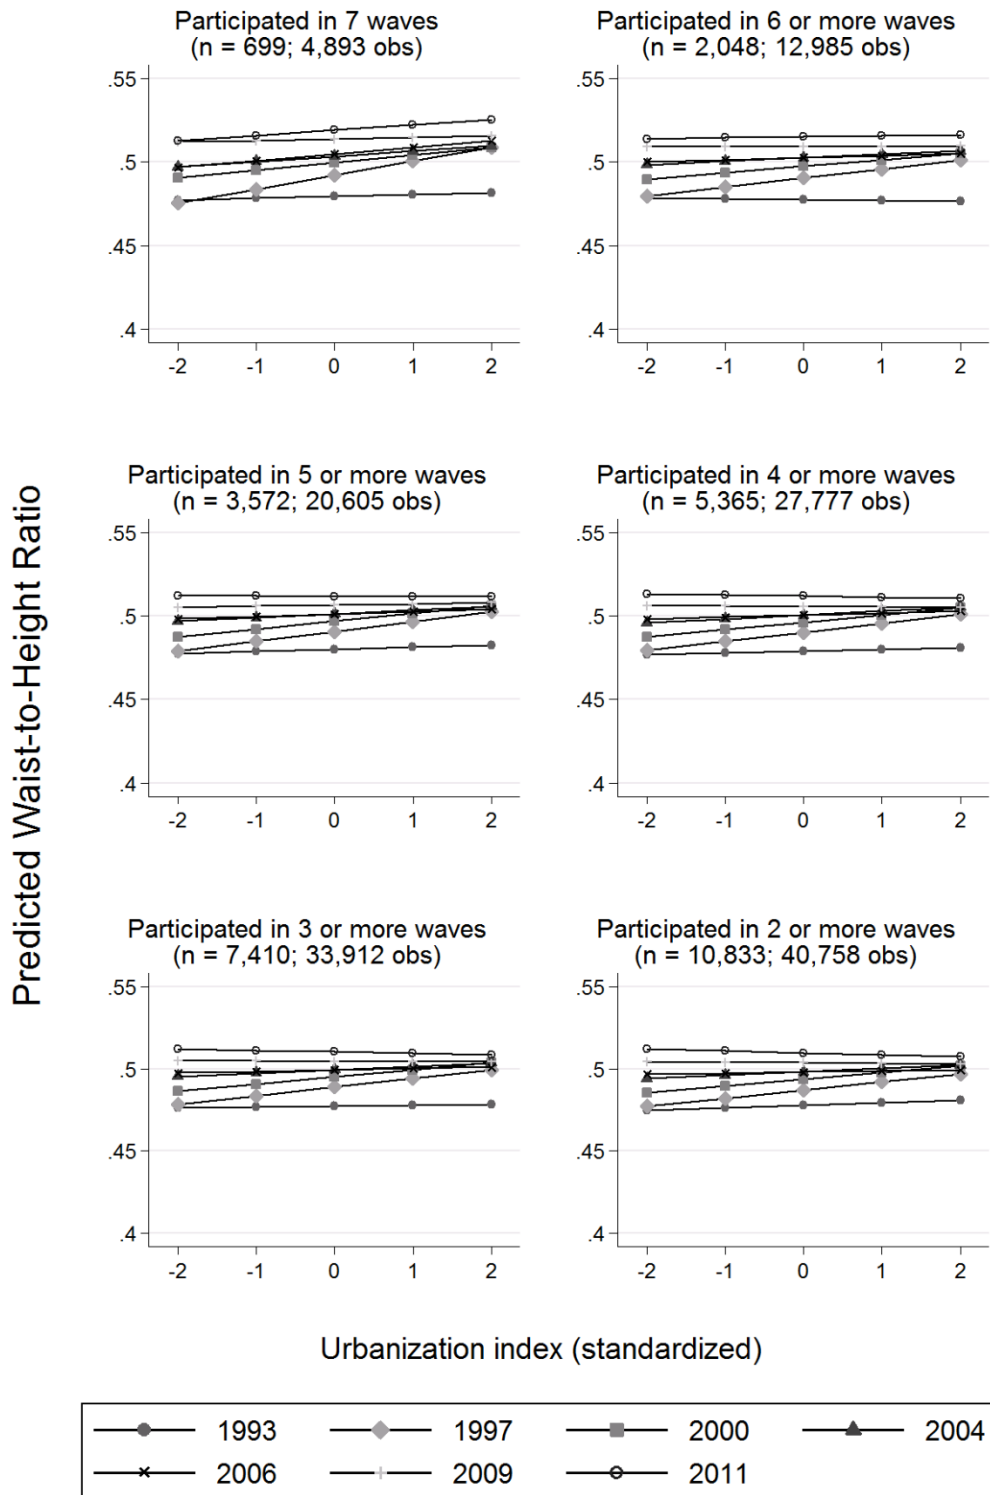 Participated in 7 waves
(n = 699; 4,893 obs)
.55
.5
.45
.4
-2 -1 0 1 2
Participated in 6 or more waves
(n = 2,048; 12,985 obs)
.55
.5
.45
.4
-2 -1 0 1 2
Participated in 5 or more waves
(n = 3,572; 20,605 obs)
.55
.5
.45
.4
-2 -1 0 1 2
Participated in 4 or more waves
(n = 5,365; 27,777 obs)
.55
.5
.45
.4
-2 -1 0 1 2
Participated in 3 or more waves
(n = 7,410; 33,912 obs)
.55
.5
.45
.4
-2 -1 0 1 2
Participated in 2 or more waves
(n = 10,833; 40,758 obs)
.55
.5
.45
.4
-2 -1 0 1 2
Predicted Waist-to-Height Ratio
Urbanization index (standardized)
1993 1997 2000 2004
2006 2009 2011